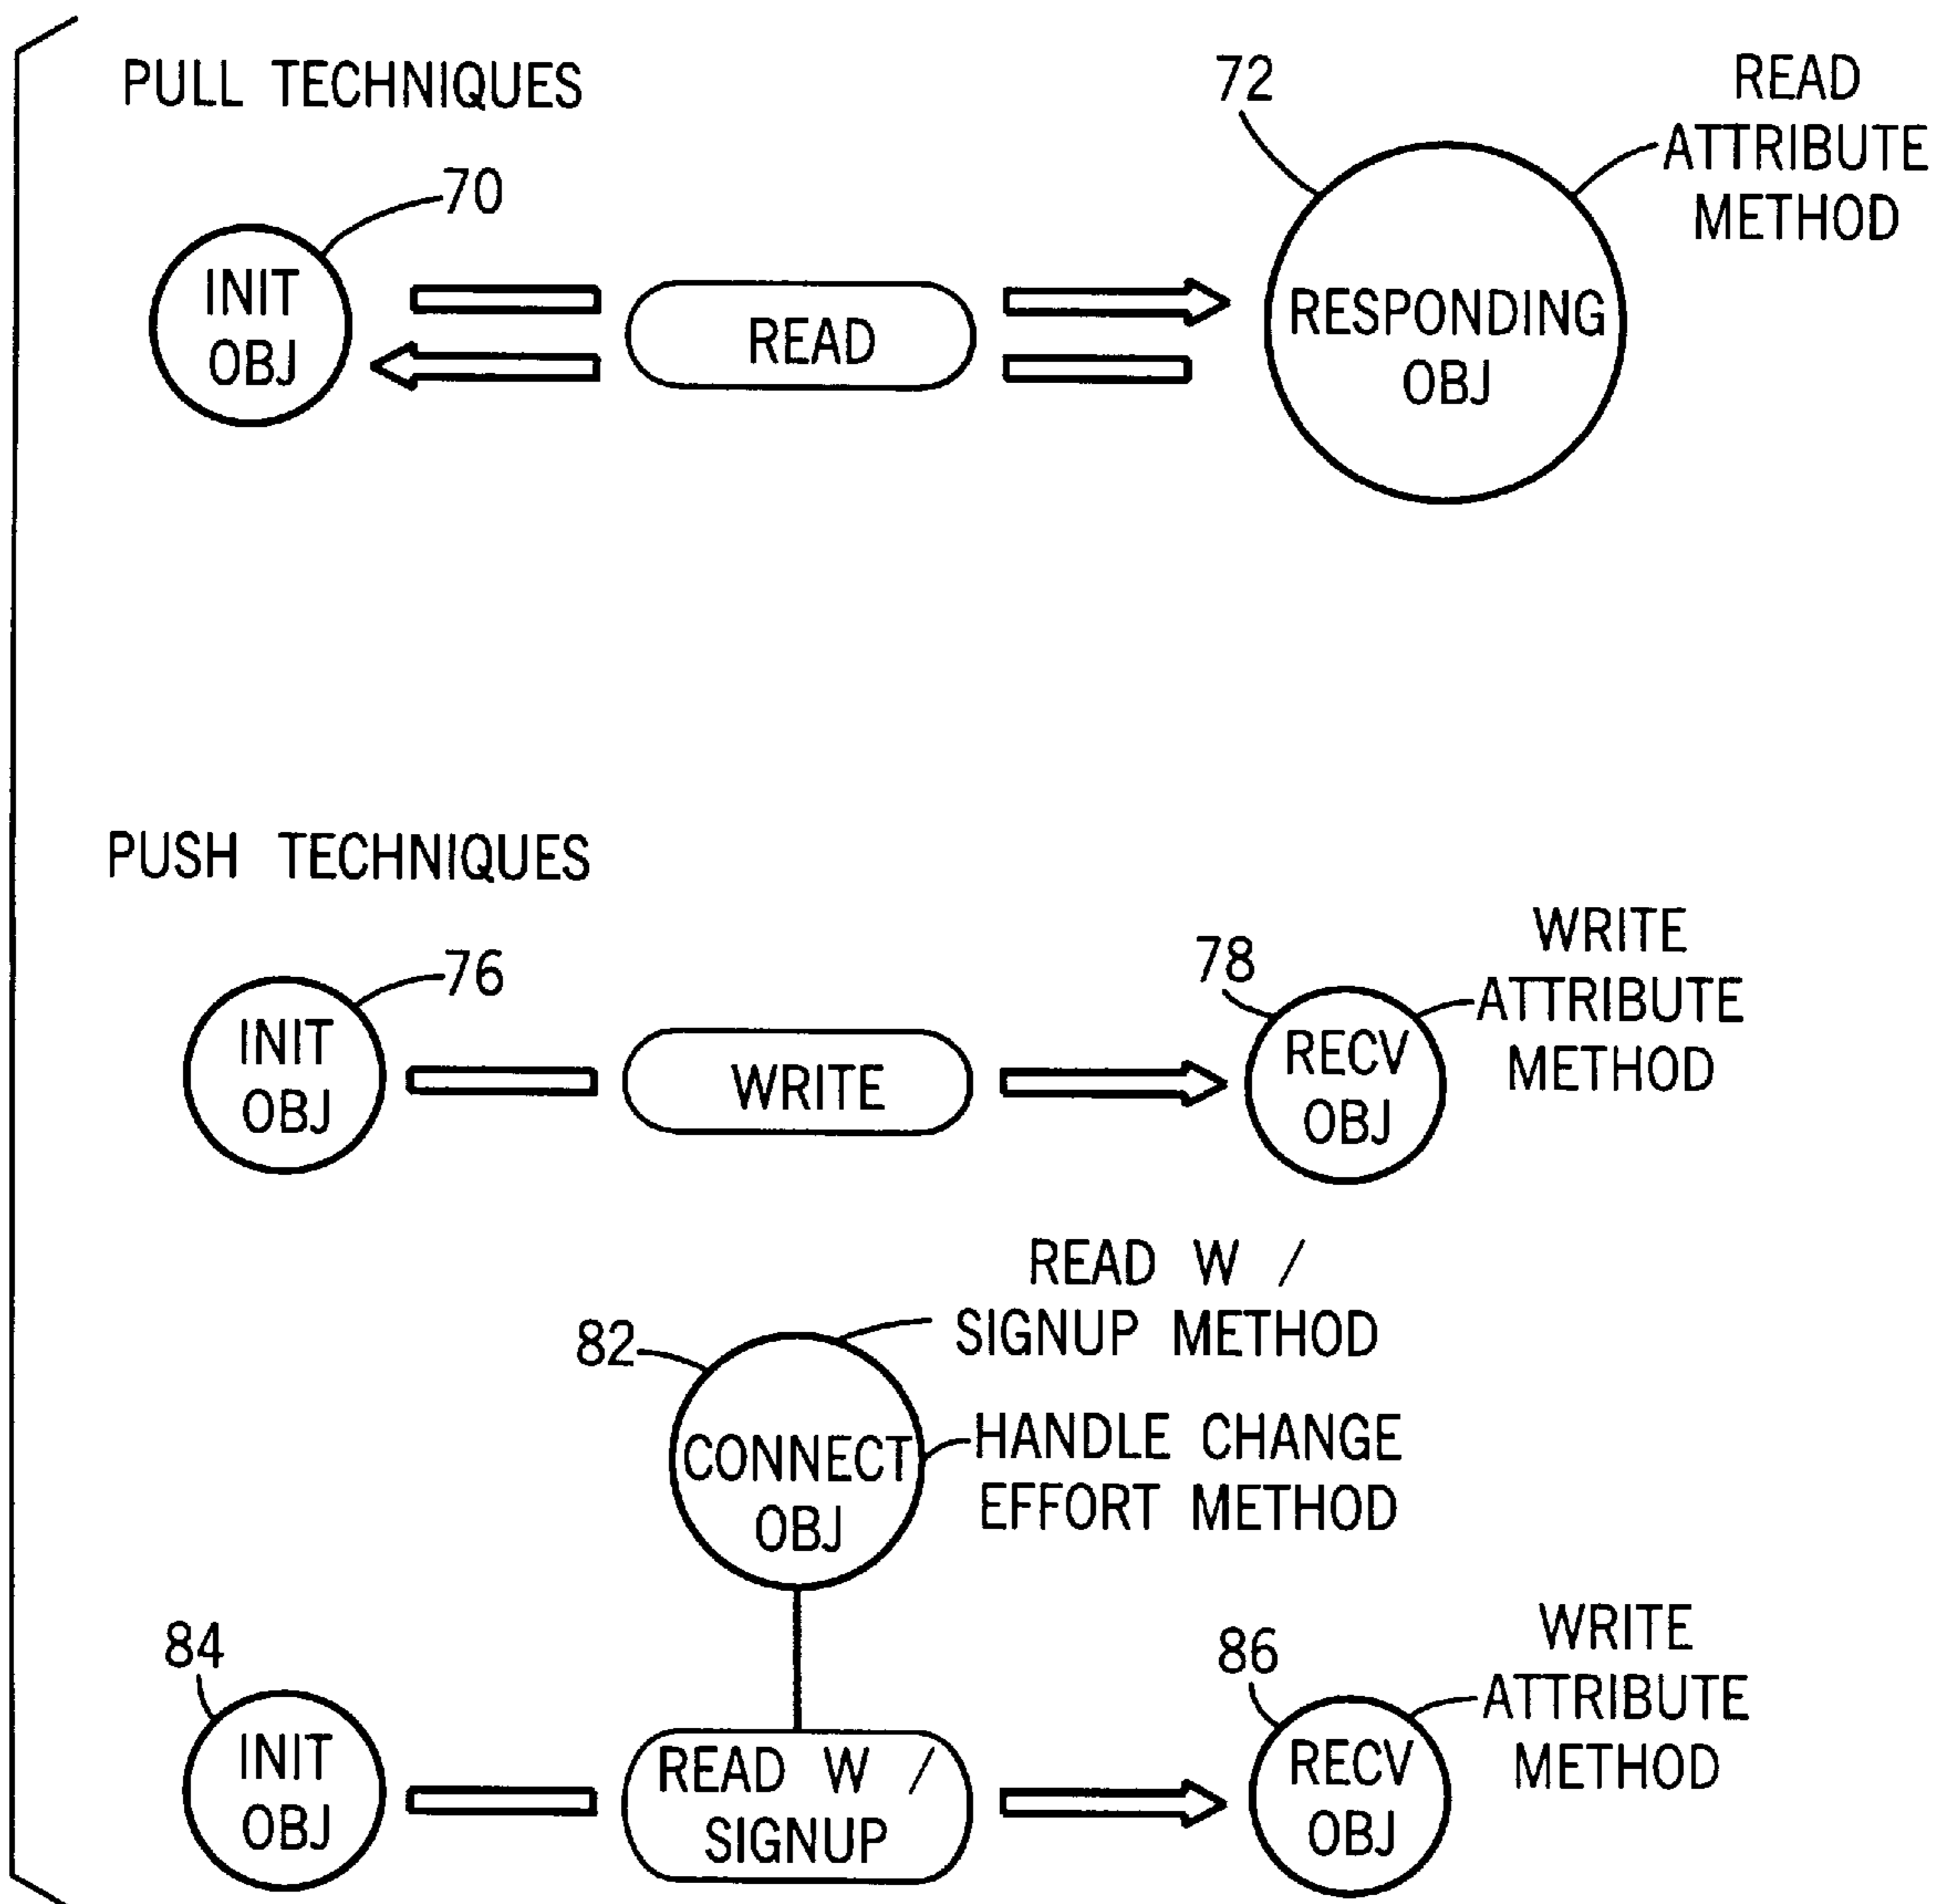 PULL TECHNIQUES
70
INIT
OBJ
READ
72
RESPONDING
OBJ
READ
ATTRIBUTE
METHOD
PUSH TECHNIQUES
76
INIT
OBJ
WRITE
78
RECV
OBJ
WRITE
ATTRIBUTE
METHOD
82
CONNECT
OBJ
READ W /
SIGNUP METHOD
HANDLE CHANGE
EFFORT METHOD
84
INIT
OBJ
READ W /
SIGNUP
86
RECV
OBJ
WRITE
ATTRIBUTE
METHOD